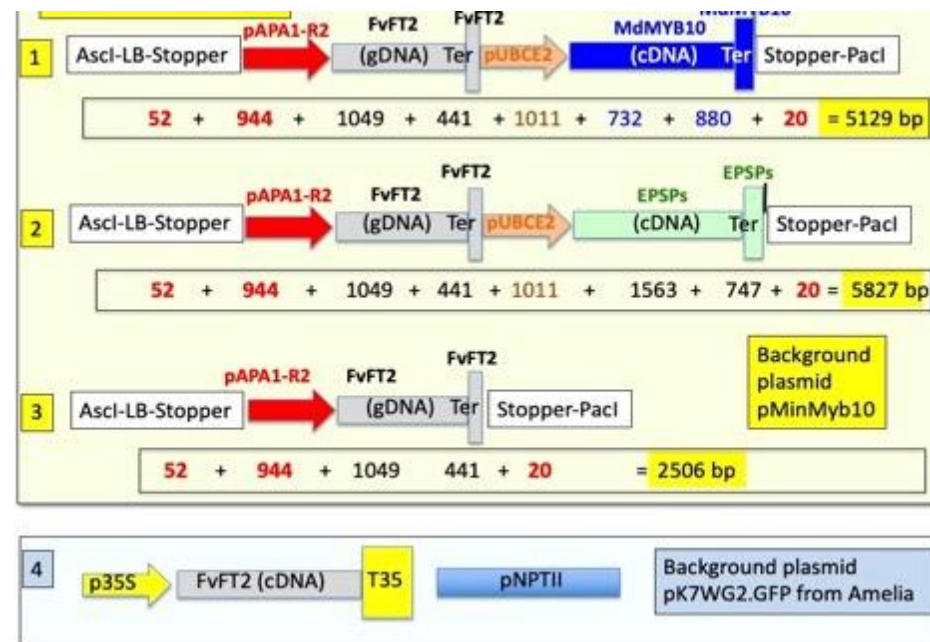 FvFT2 MdMYB10
pAPA1-R2 FvFT2 MdMYB10
1 AscI-LB-Stopper (gDNA) Ter pUBCE2 (cDNA) Ter Stopper-PacI
52 + 944 + 1049 + 441 + 1011 + 732 + 880 + 20 = 5129 bp
FvFT2 EPSPs
pAPA1-R2 FvFT2 EPSPs
2 AscI-LB-Stopper (gDNA) Ter pUBCE2 (cDNA) Ter Stopper-PacI
52 + 944 + 1049 + 441 + 1011 + 1563 + 747 + 20 = 5827 bp
FvFT2
pAPA1-R2 FvFT2
3 AscI-LB-Stopper (gDNA) Ter Stopper-PacI
Background
plasmid
pMinMyb10
52 + 944 + 1049 441 + 20 = 2506 bp
4 p35S FvFT2 (cDNA) T35 pNPTII
Background plasmid
pK7WG2.GFP from Amelia